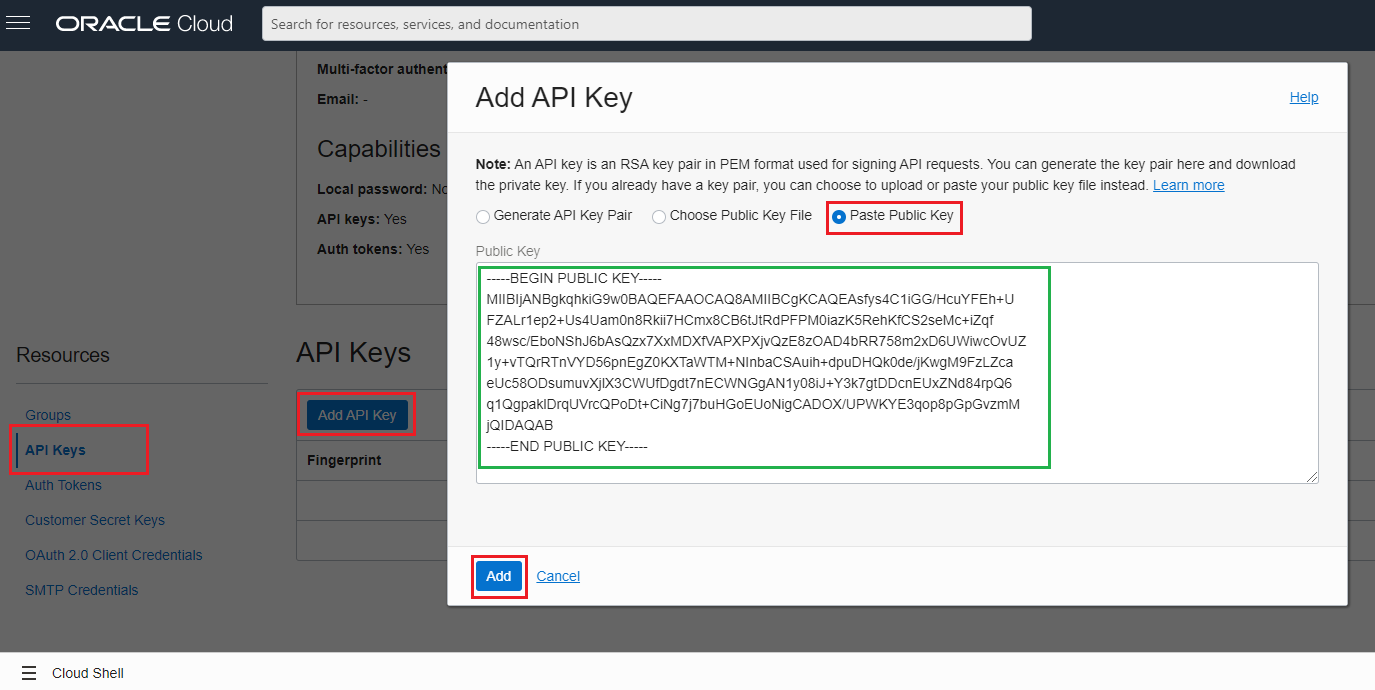 ORACLE Cloud
Search for resources, services, and documentation
Multi-factor authent
Email: -
Capabilities
Local password: No
API keys: Yes
Auth tokens: Yes
Resources
Groups
API Keys
Auth Tokens
Customer Secret Keys
OAuth 2.0 Client Credentials
SMTP Credentials
API Keys
Add API Key
Fingerprint
Add API Key
Help
Note: An API key is an RSA key pair in PEM format used for signing API requests. You can generate the key pair here and download
the private key. If you already have a key pair, you can choose to upload or paste your public key file instead. Learn more
Generate API Key Pair
Choose Public Key File
Paste Public Key
Public Key
-----BEGIN PUBLIC KEY-----
MIIBIjANBgkqhkiG9w0BAQEFAAOCAQ8AMIIBCgKCAQEAsfys4C1iGG/HcuYFEh+U
FZALr1ep2+Us4Uam0n8Rkii7HCmx8CB6tJtRdPFPM0iazK5RehKfCS2seMc+iZqf
48wsc/EboNShJ6bAsQzx7XxMDXfVAPXPXjvQzE8zOAD4bRR758m2xD6UWiwcOvUZ
1y+vTQrRTnVYD56pnEgZ0KXTaWTM+NInbaCSAuih+dpuDHQk0de/jKwgM9FzLZca
eUc58ODsumuvXjIX3CWUfDgdt7nECWNGgAN1y08iJ+Y3k7gtDDcnEUxZNd84rpQ6
q1QgpakIDrqUVrcQPoDt+CiNg7j7buHGoEUoNigCADOX/UPWKYE3qop8pGpGvzmM
jQIDAQAB
-----END PUBLIC KEY-----
Add
Cancel
Cloud Shell